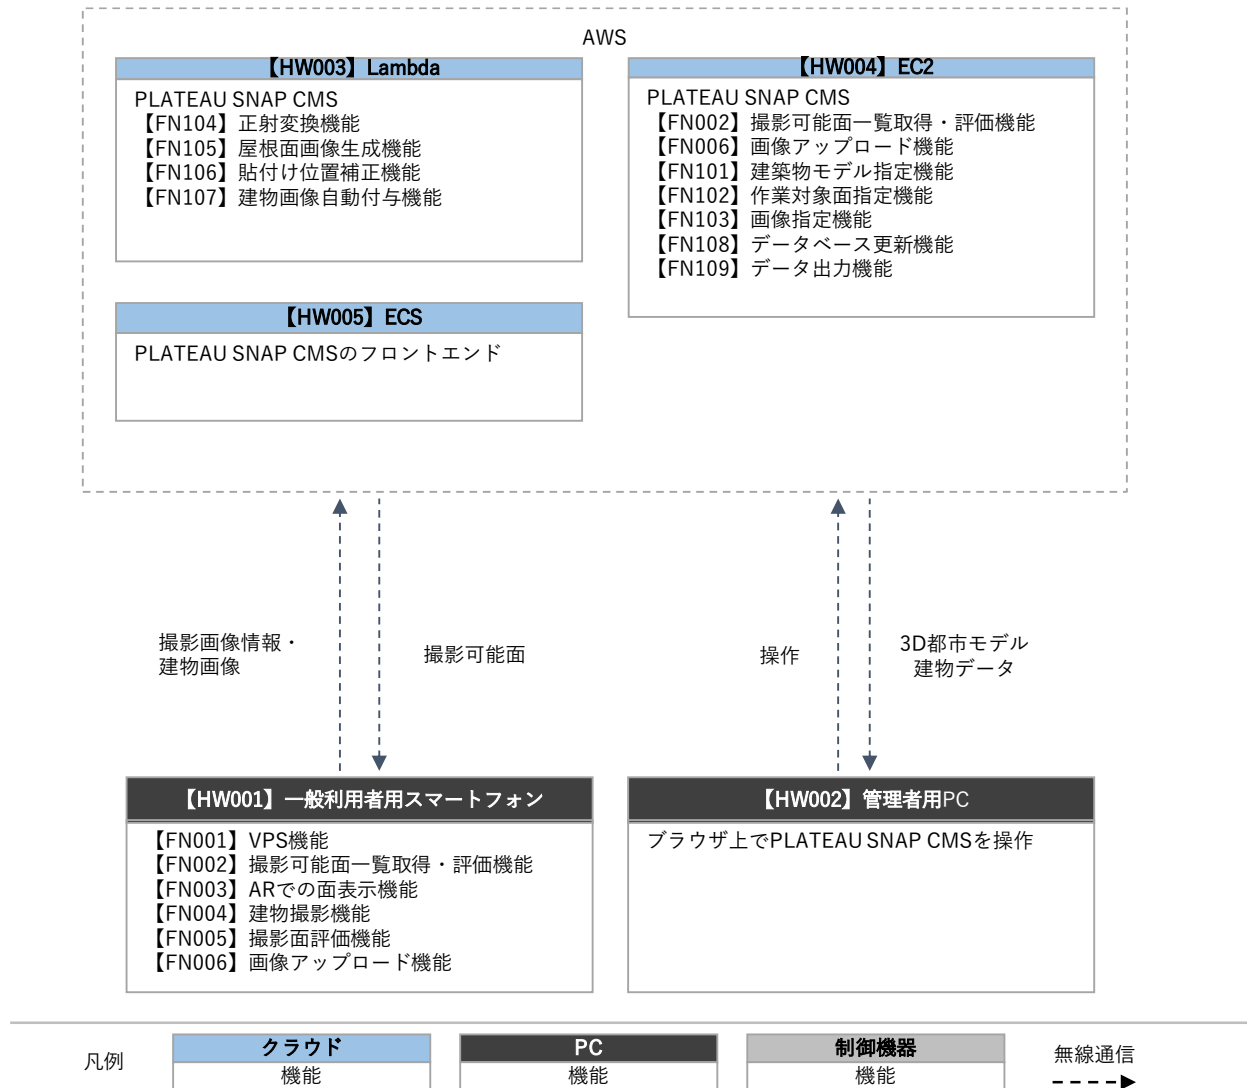 AWS
【HW003】Lambda
PLATEAU SNAP CMS
【FN104】正射変換機能
【FN105】屋根面画像生成機能
【FN106】貼付け位置補正機能
【FN107】建物画像自動付与機能
【HW004】EC2
PLATEAU SNAP CMS
【FN002】撮影可能面一覧取得・評価機能
【FN006】画像アップロード機能
【FN101】建築物モデル指定機能
【FN102】作業対象面指定機能
【FN103】画像指定機能
【FN108】データベース更新機能
【FN109】データ出力機能
【HW005】ECS
PLATEAU SNAP CMSのフロントエンド
撮影画像情報・
建物画像
撮影可能面
操作
3D都市モデル
建物データ
【HW001】一般利用者用スマートフォン
【FN001】VPS機能
【FN002】撮影可能面一覧取得・評価機能
【FN003】ARでの面表示機能
【FN004】建物撮影機能
【FN005】撮影面評価機能
【FN006】画像アップロード機能
【HW002】管理者用PC
ブラウザ上でPLATEAU SNAP CMSを操作
凡例
クラウド
機能
PC
機能
制御機器
機能
無線通信